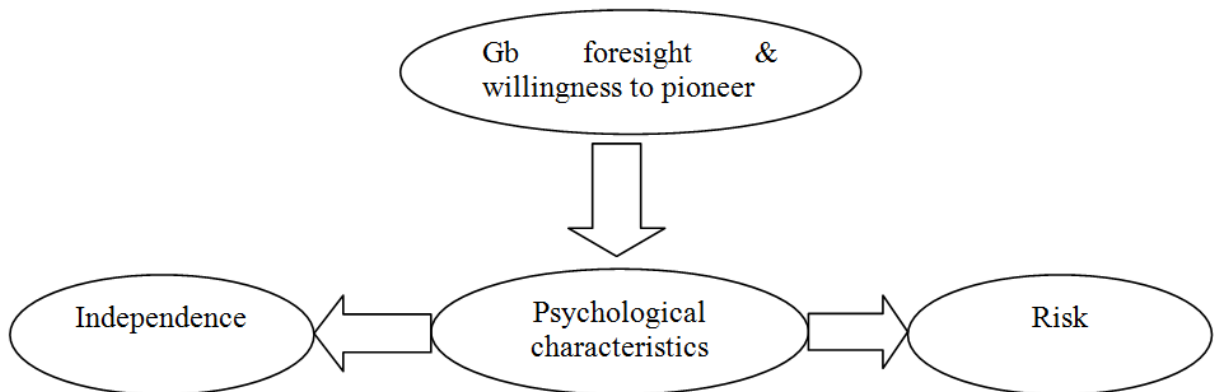 Gb foresight &
willingness to pioneer
Independence
Psychological
characteristics
Risk